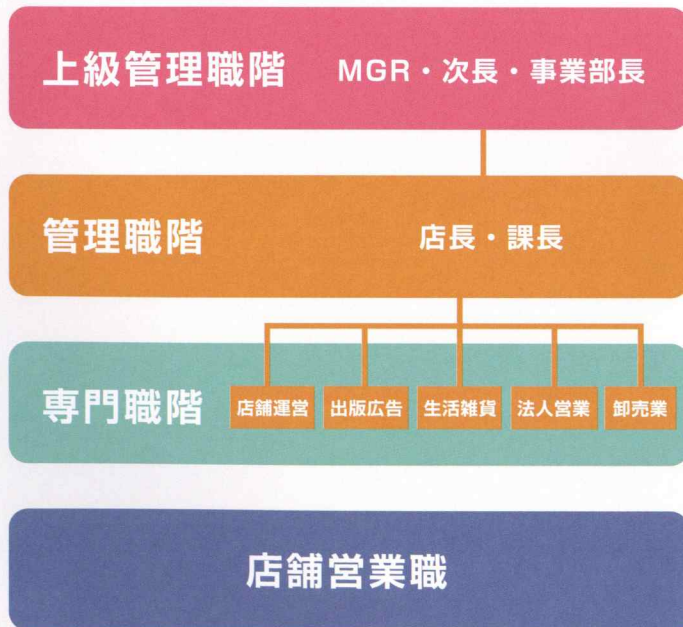 上級管理職階 MGR・次長・事業部長
管理職階 店長・課長
専門職階 店舗運営 出版広告 生活雑貨 法人営業 卸売業
店舗営業職